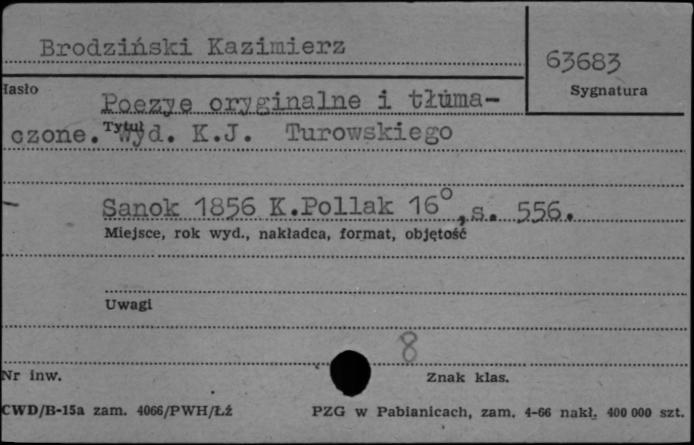 Brodziński Kazimierz
63683
Hasło
Sygnatura
Poezye oryginalne i tłóma-
czone. Wyd. K.J. Turowskiego
Tytuł
Sanok 1856 K.Pollak 16°, s. 556.
Miejsce, rok wyd., nakładca, format, objętość
Uwagi
8
Nr inw.
Znak klas.
CWD/B-15a zam. 4066/PWH/Łź
PZG w Pabianicach, zam. 4-66 nakł. 400 000 szt.